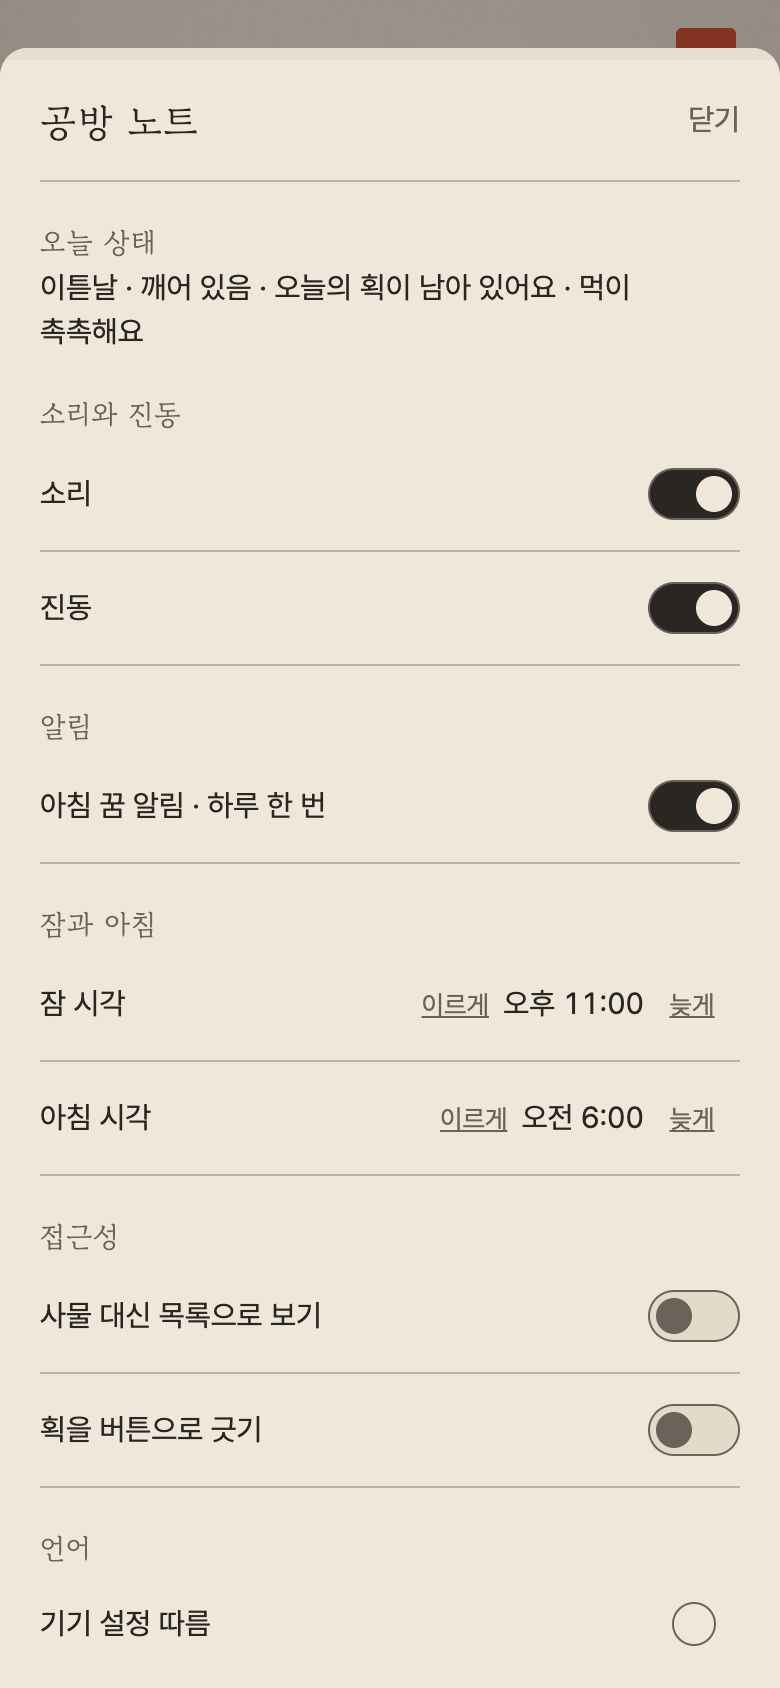 공방 노트
닫기
오늘 상태
이튿날 · 깨어 있음 · 오늘의 획이 남아 있어요 · 먹이
촉촉해요
소리와 진동
소리
진동
알림
아침 꿈 알림 · 하루 한 번
잠과 아침
잠 시각 이르게 오후 11:00 늦게
아침 시각 이르게 오전 6:00 늦게
접근성
사물 대신 목록으로 보기
획을 버튼으로 긋기
언어
기기 설정 따름